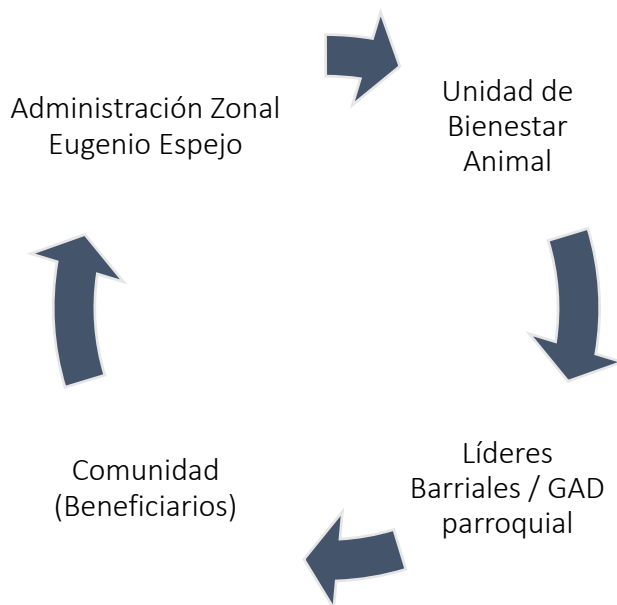 Administración Zonal
Eugenio Espejo
Unidad de
Bienestar
Animal
Líderes
Barriales / GAD
parroquial
Comunidad
(Beneficiarios)